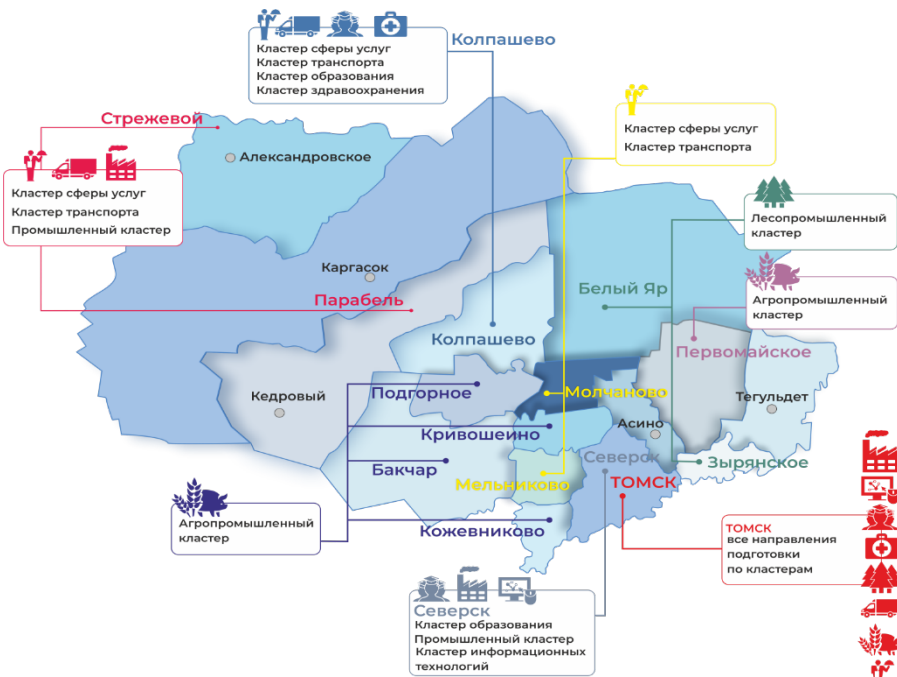 Колпашево
Кластер сферы услуг
Кластер транспорта
Кластер образования
Кластер здравоохранения
Стрежевой
Александровское
Кластер сферы услуг
Кластер транспорта
Кластер сферы услуг
Кластер транспорта
Промышленный кластер
Лесопромышленный
кластер
Каргасок
Парабель
Белый Яр
Агропромышленный
кластер
Колпашево
Первомайское
Кедровый
Подгорное
Молчаново
Тегульдет
Асино
Кривошеино
Северск
Бакчар
Зырянское
Мельниково
ТОМСК
Агропромышленный
кластер
Кожевниково
ТОМСК
все направления
подготовки
по кластерам
Северск
Кластер образования
Промышленный кластер
Кластер информационных
технологий